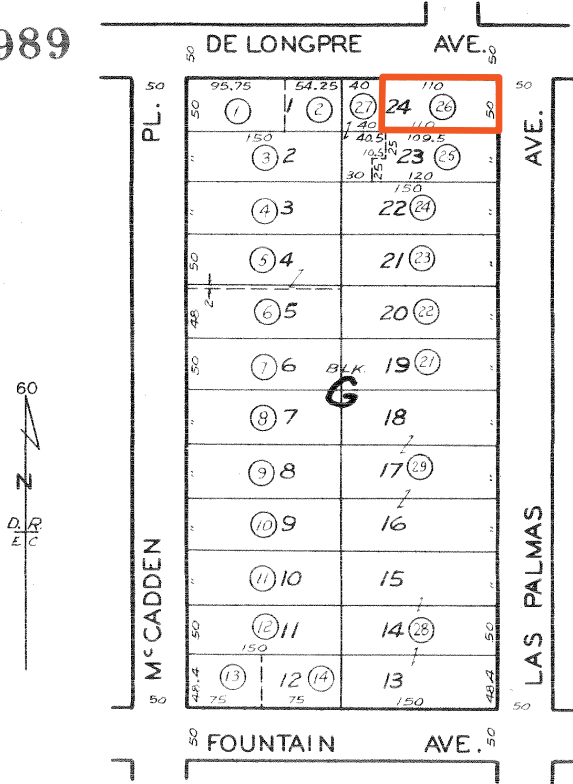 989
50 DE LONGPRE AVE. 50
50 95.75 54.25 40 110 50
PL. 50 1 1 2 27 24 26 50 AVE.
40 110
150 40.5 25 109.5
3 2 10.5 23 25
30 25 120
150
4 3 22 24
50 5 4 21 23
2
48 6 5 20 22
50 7 6 BLK. 19 21
G
60
8 7 18
9 8 17 29
N
D.R. 10 9 16
E C
11 10 15
McCADDEN LAS PALMAS
50 12 11 14 28 50
150
48.4 13 12 14 13 48.4
50 75 75 150 50
50 FOUNTAIN AVE. 50